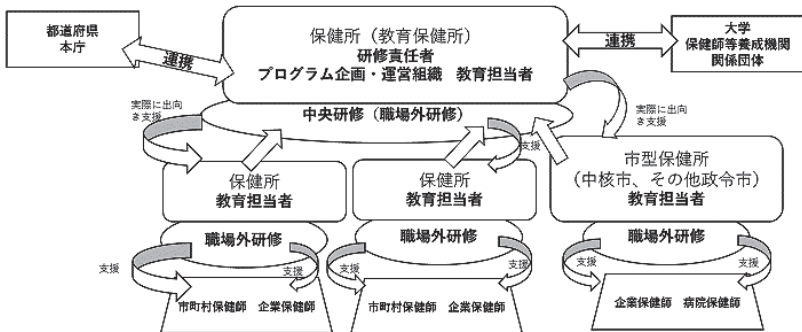 都道府県
本庁
連携
保健所（教育保健所）
研修責任者
プログラム企画・運営組織　教育担当者
連携
大学
保健師等養成機関
関係団体
中央研修（職場外研修）
実際に出向
き支援
支援
実際に出向
き支援
保健所
教育担当者
保健所
教育担当者
市型保健所
（中核市、その他政令市）
教育担当者
職場外研修
職場外研修
職場外研修
支援
支援
支援
支援
支援
支援
市町村保健師　企業保健師
市町村保健師　企業保健師
企業保健師　病院保健師